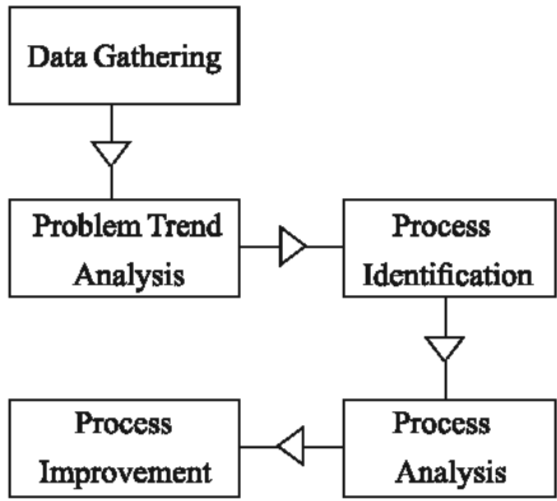 Data Gathering
Problem Trend
Analysis
Process
Identification
Process
Improvement
Process
Analysis